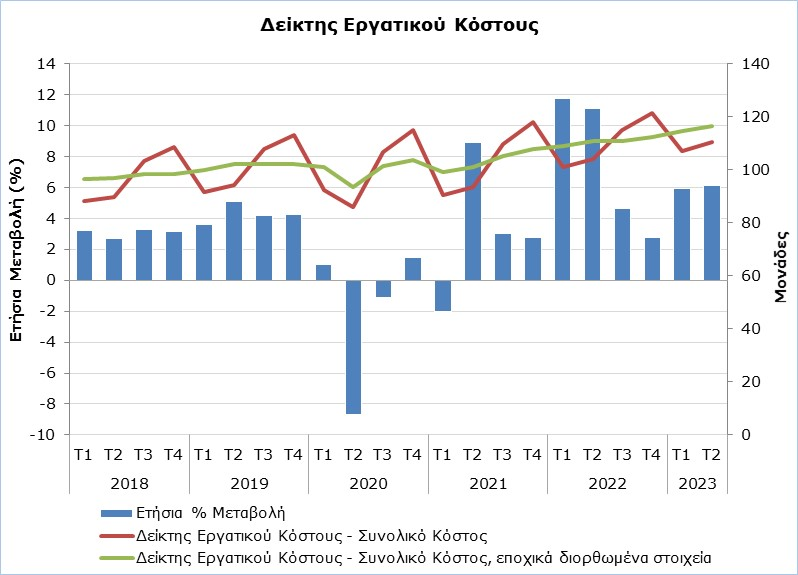 Δείκτης Εργατικού Κόστους
Ετήσια Μεταβολή (%)
14
12
10
8
6
4
2
0
-2
-4
-6
-8
-10
140
120
100
80
60
40
20
0
Μονάδες
Τ1 Τ2 Τ3 Τ4 Τ1 Τ2 Τ3 Τ4 Τ1 Τ2 Τ3 Τ4 Τ1 Τ2 Τ3 Τ4 Τ1 Τ2 Τ3 Τ4 Τ1 Τ2
2018 2019 2020 2021 2022 2023
Ετήσια % Μεταβολή
Δείκτης Εργατικού Κόστους - Συνολικό Κόστος
Δείκτης Εργατικού Κόστους - Συνολικό Κόστος, εποχικά διορθωμένα στοιχεία